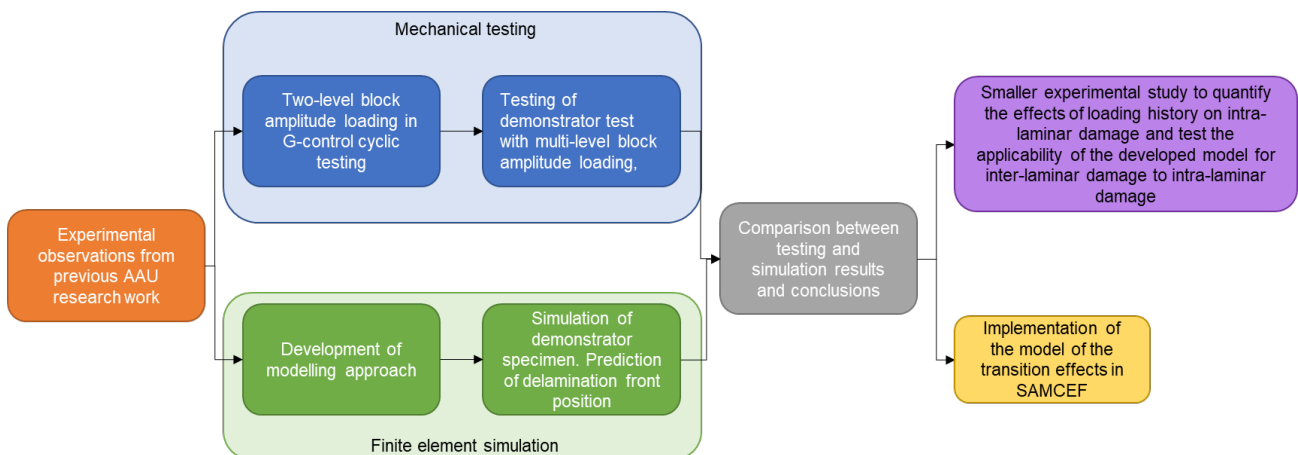 Mechanical testing
Two-level block
amplitude loading in
G-control cyclic
testing
Testing of
demonstrator test
with multi-level block
amplitude loading,
Experimental
observations from
previous AAU
research work
Development of
modelling approach
Simulation of
demonstrator
specimen. Prediction
of delamination front
position
Finite element simulation
Comparison between
testing and
simulation results
and conclusions
Smaller experimental study to quantify
the effects of loading history on intra-
laminar damage and test the
applicability of the developed model for
inter-laminar damage to intra-laminar
damage
Implementation of
the model of the
transition effects in
SAMCEF